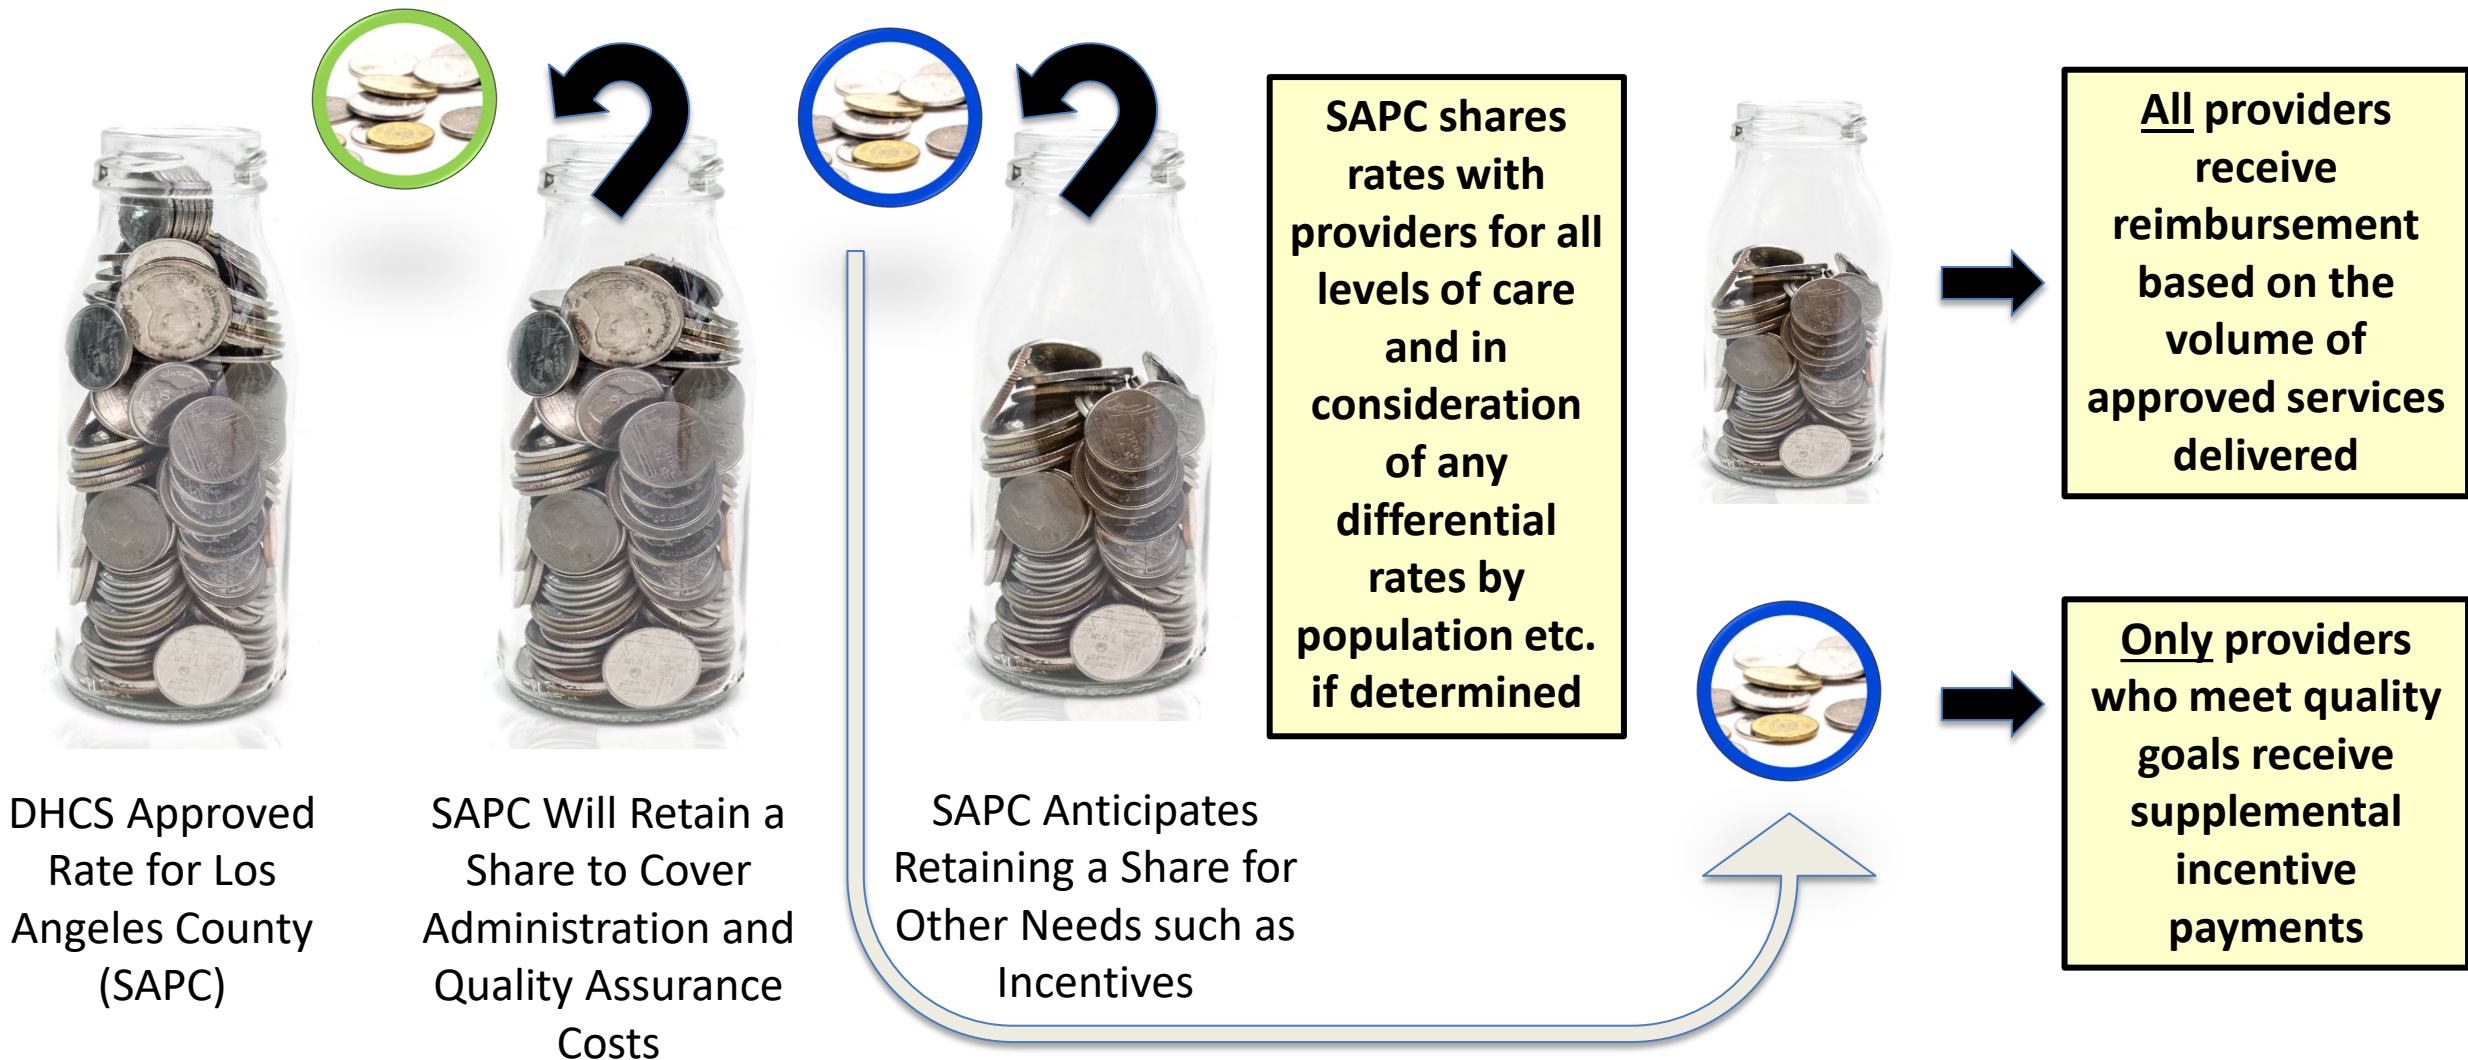 DHCS Approved
Rate for Los
Angeles County
(SAPC)
SAPC Will Retain a
Share to Cover
Administration and
Quality Assurance
Costs
SAPC Anticipates
Retaining a Share for
Other Needs such as
Incentives
SAPC shares
rates with
providers for all
levels of care
and in
consideration
of any
differential
rates by
population etc.
if determined
All providers
receive
reimbursement
based on the
volume of
approved services
delivered
Only providers
who meet quality
goals receive
supplemental
incentive
payments